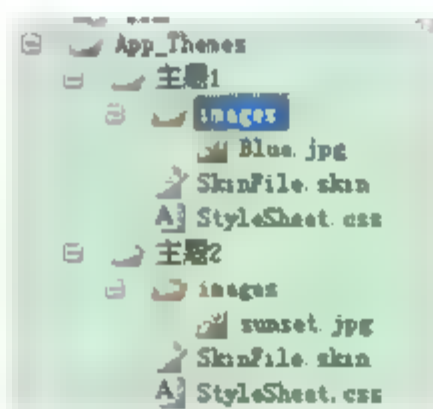 App_Themes
主题1
images
Blue.jpg
SkinFile.skin
StyleSheet.css
主题2
images
sunset.jpg
SkinFile.skin
StyleSheet.css